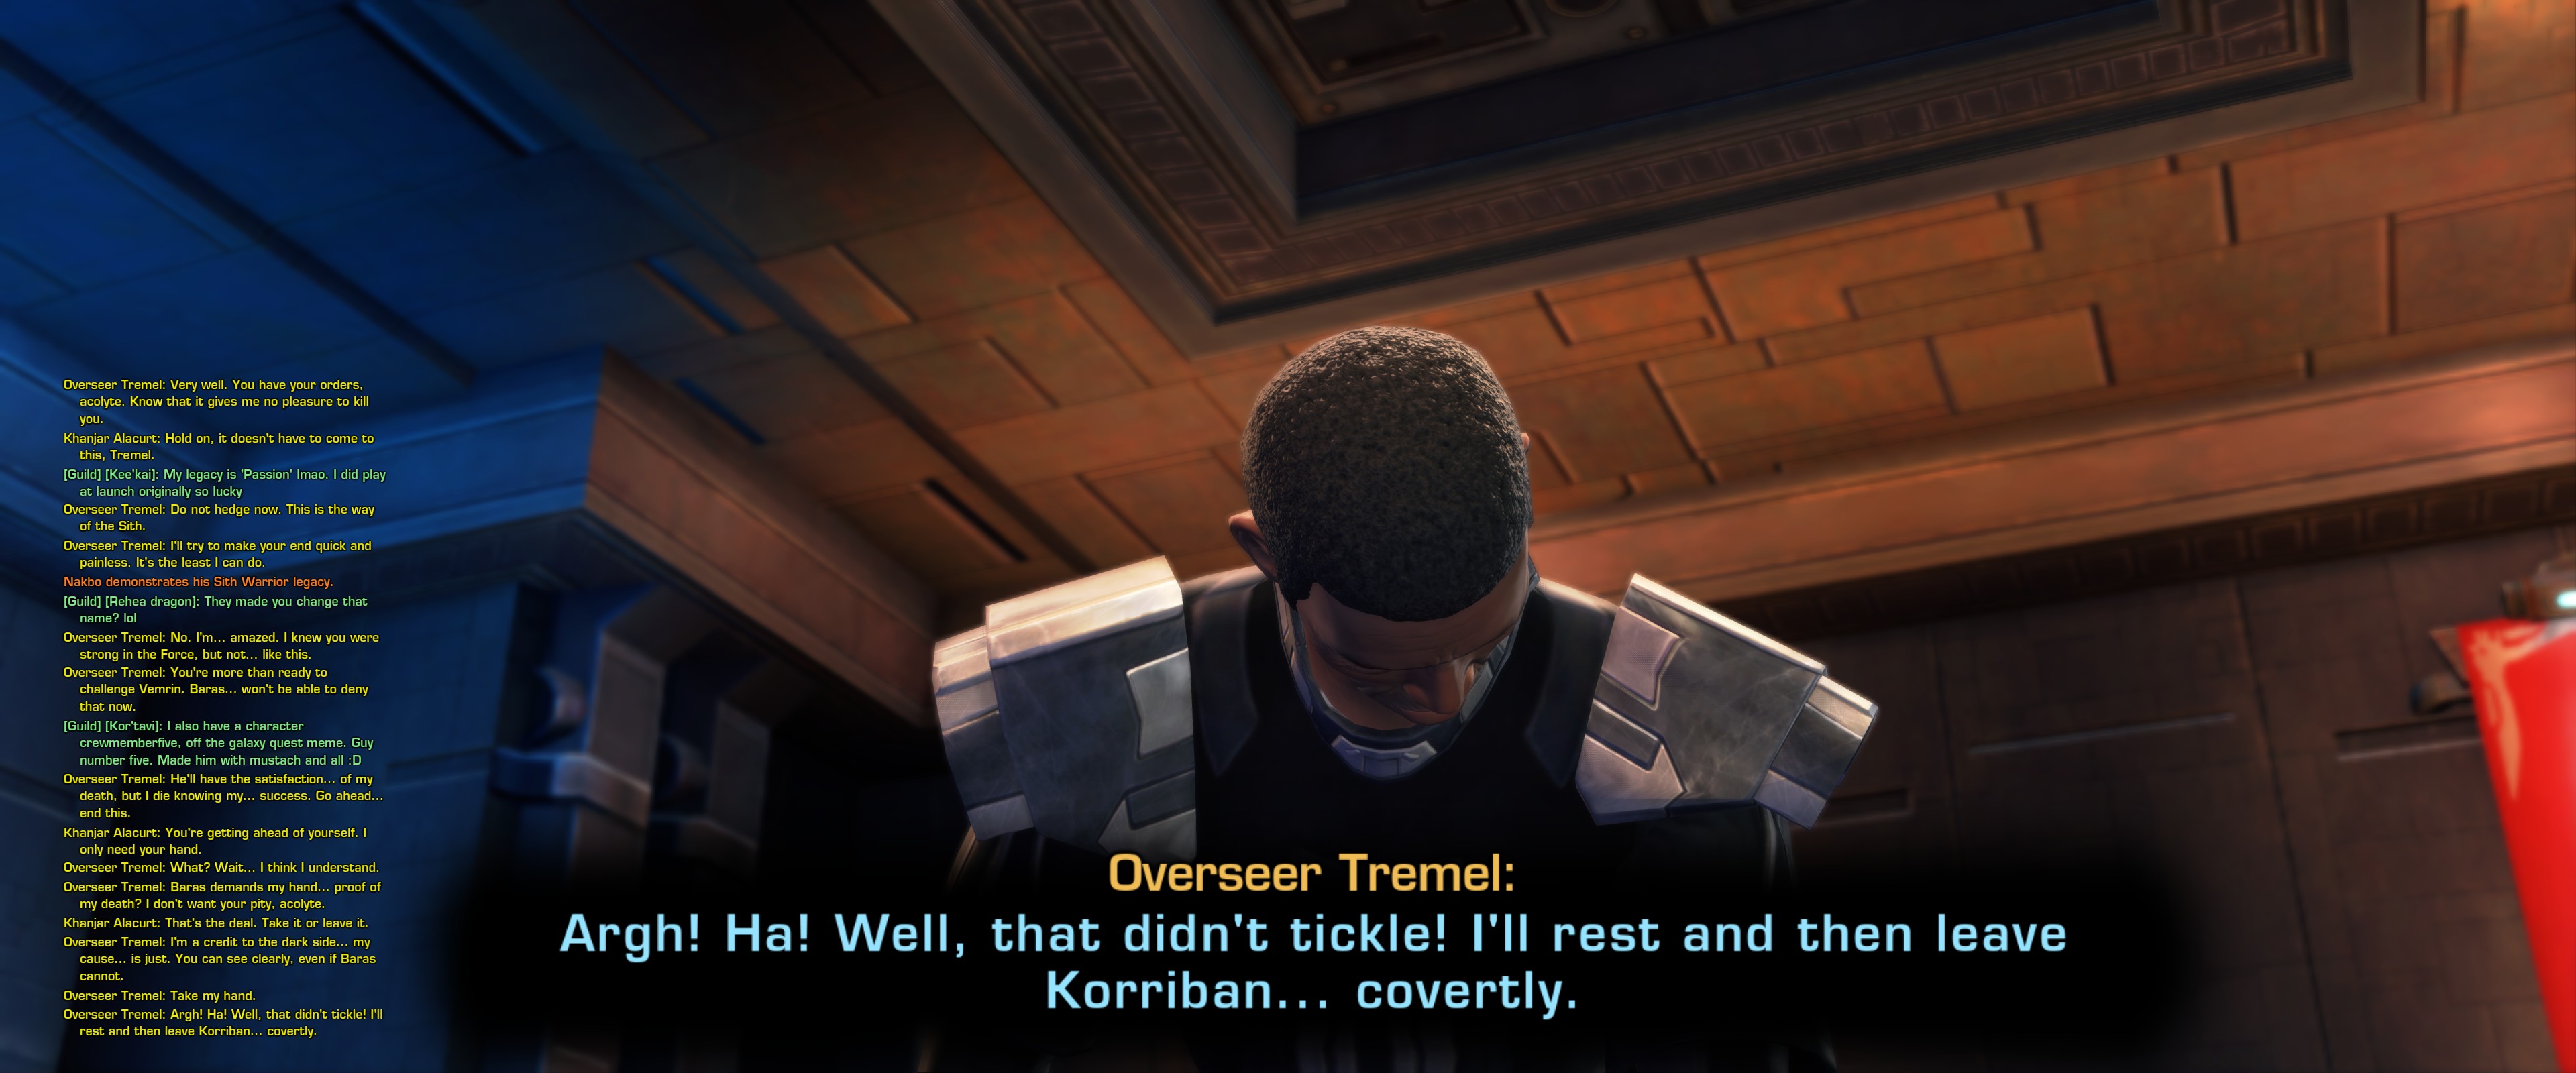 Overseer Tremel: Very well. You have your orders,
acolyte. Know that it gives me no pleasure to kill
you.
Khanjar Alacurt: Hold on, it doesn't have to come to
this, Tremel.
[Guild] [Kee'kai]: My legacy is 'Passion' lmao. I did play
at launch originally so lucky
Overseer Tremel: Do not hedge now. This is the way
of the Sith.
Overseer Tremel: I'll try to make your end quick and
painless. It's the least I can do.
Nakbo demonstrates his Sith Warrior legacy.
[Guild] [Rehea dragon]: They made you change that
name? lol
Overseer Tremel: No. I'm... amazed. I knew you were
strong in the Force, but not... like this.
Overseer Tremel: You're more than ready to
challenge Vemrin. Baras... won't be able to deny
that now.
[Guild] [Kor'tavi]: I also have a character
crewmemberfive, off the galaxy quest meme. Guy
number five. Made him with mustach and all :D
Overseer Tremel: He'll have the satisfaction... of my
death, but I die knowing my... success. Go ahead...
end this.
Khanjar Alacurt: You're getting ahead of yourself. I
only need your hand.
Overseer Tremel: What? Wait... I think I understand.
Overseer Tremel: Baras demands my hand... proof of
my death? I don't want your pity, acolyte.
Khanjar Alacurt: That's the deal. Take it or leave it.
Overseer Tremel: I'm a credit to the dark side... my
cause... is just. You can see clearly, even if Baras
cannot.
Overseer Tremel: Take my hand.
Overseer Tremel: Argh! Ha! Well, that didn't tickle! I'll
rest and then leave Korriban... covertly.
Overseer Tremel:
Argh! Ha! Well, that didn't tickle! I'll rest and then leave
Korriban... covertly.